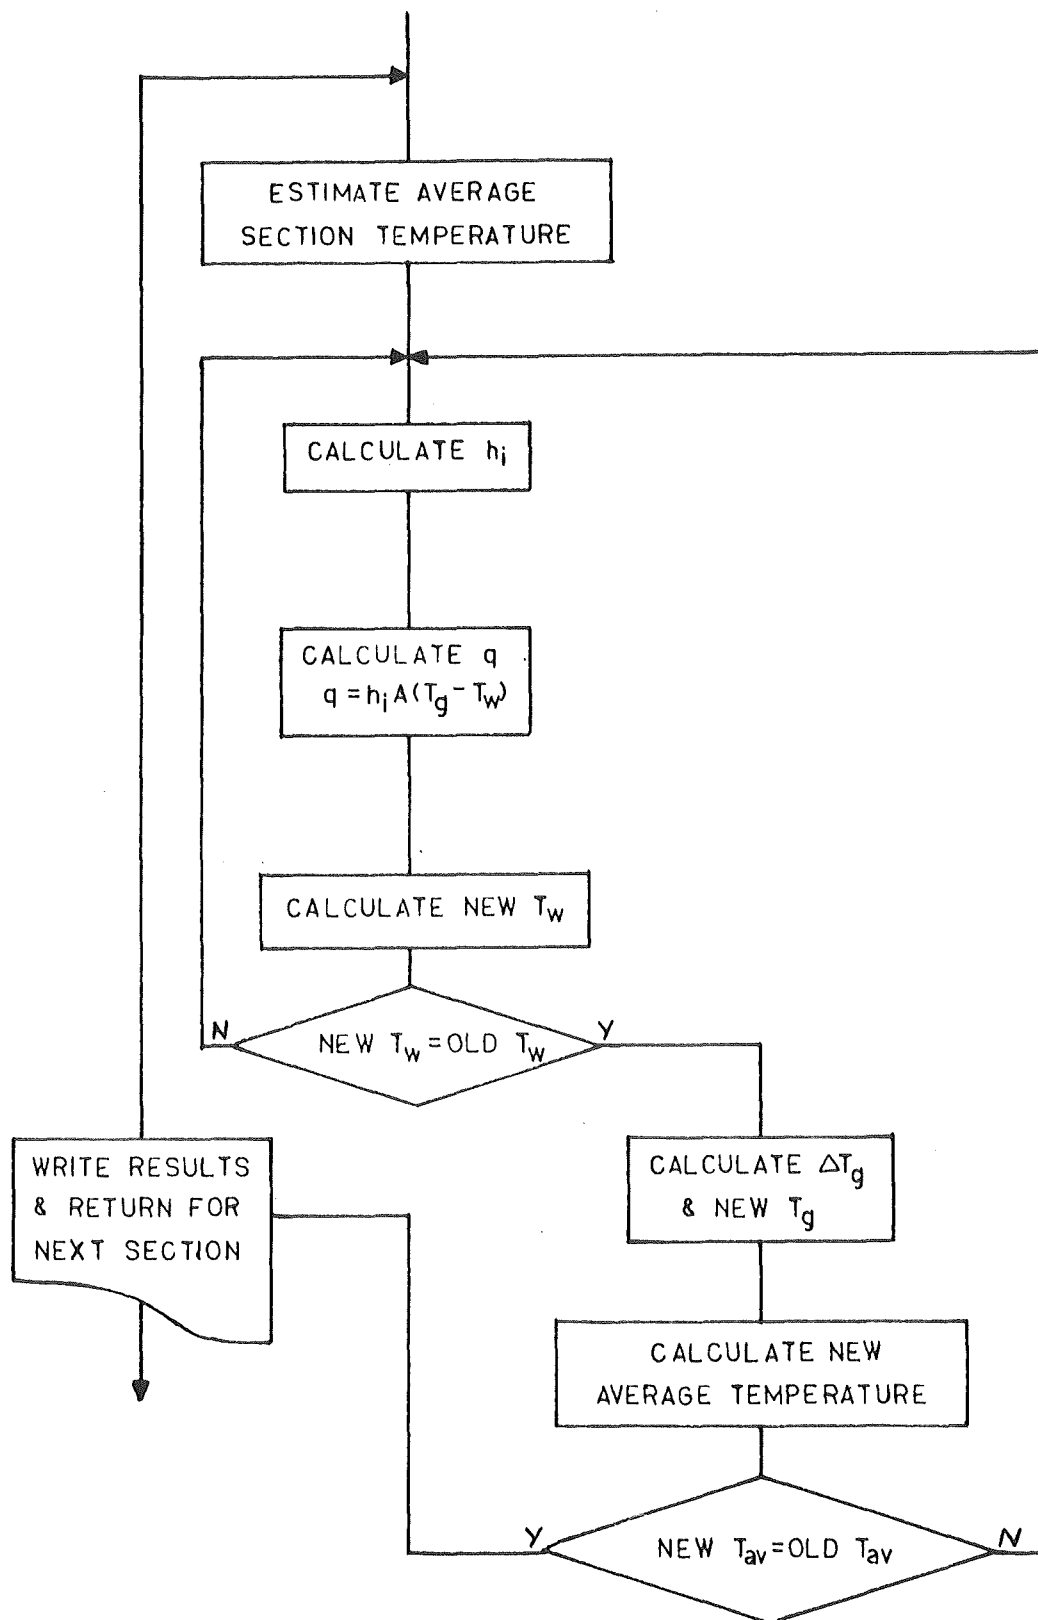 ESTIMATE AVERAGE
SECTION TEMPERATURE
CALCULATE hi
CALCULATE q
q = hi A(Tg - Tw)
CALCULATE NEW Tw
N
NEW Tw = OLD Tw
Y
WRITE RESULTS
& RETURN FOR
NEXT SECTION
CALCULATE ΔTg
& NEW Tg
CALCULATE NEW
AVERAGE TEMPERATURE
Y
NEW Tav = OLD Tav
N